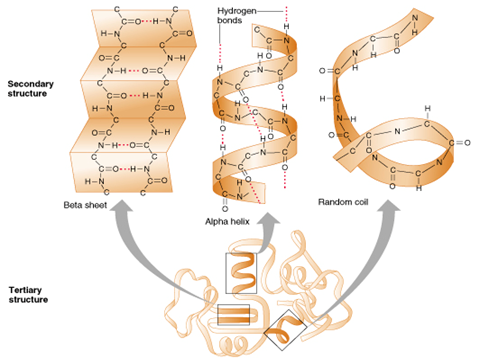 Hydrogen
bonds
Secondary
structure
Beta sheet
Alpha helix
Random coil
Tertiary
structure